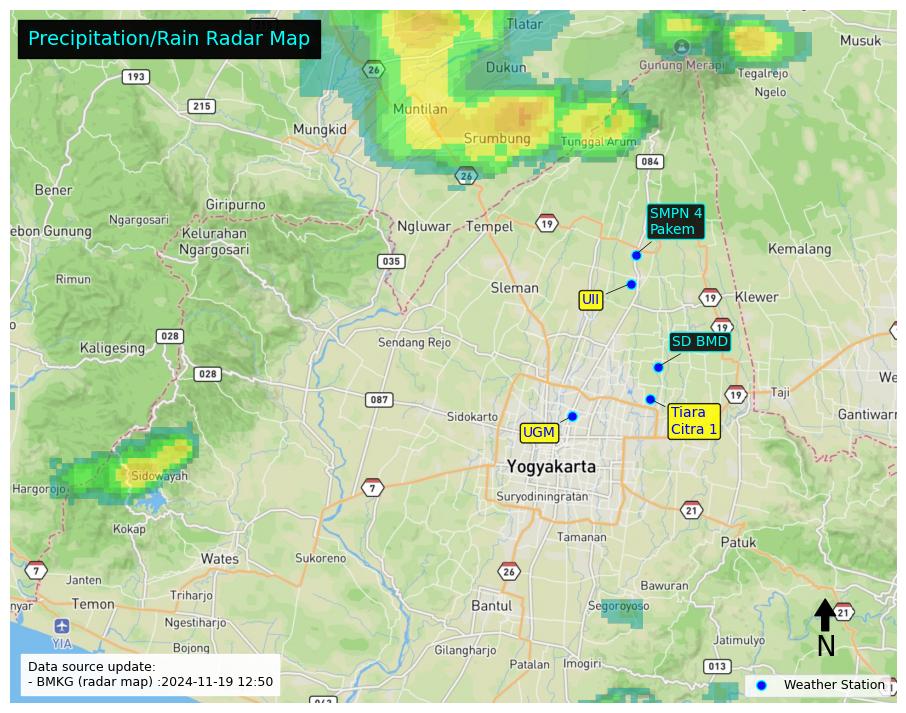 Precipitation/Rain Radar Map
Tlatar
Musuk
26
Dukun
Gunung Merapi
Tegalrejo
193
Ngelo
215
Muntilan
Mungkid
Srumbung
Tunggal Arum
084
26
Bener
Giripurno
SMPN 4
Pakem
Ngargosari
Ngluwar
Tempel
19
ebon Gunung
Kelurahan
Ngargosari
Kemalang
035
Rimun
Sleman
UII
19
Klewer
19
028
Sendang Rejo
SD BMD
Kaligesing
028
We
087
19
Taji
Sidokarto
Tiara
Citra 1
Gantiwarr
UGM
Yogyakarta
Sidowayah
Hargorojo
7
Suryodiningratan
21
Kokap
Tamanan
Patuk
Wates
Sukoreno
7
26
Janten
Bawuran
Triharjo
nyar
Temon
Bantul
Segoroyoso
21
Ngestiharjo
YIA
Jatimulyo
N
Bojong
Gilangharjo
Patalan
Imogiri
013
Data source update:
- BMKG (radar map) :2024-11-19 12:50
Weather Station